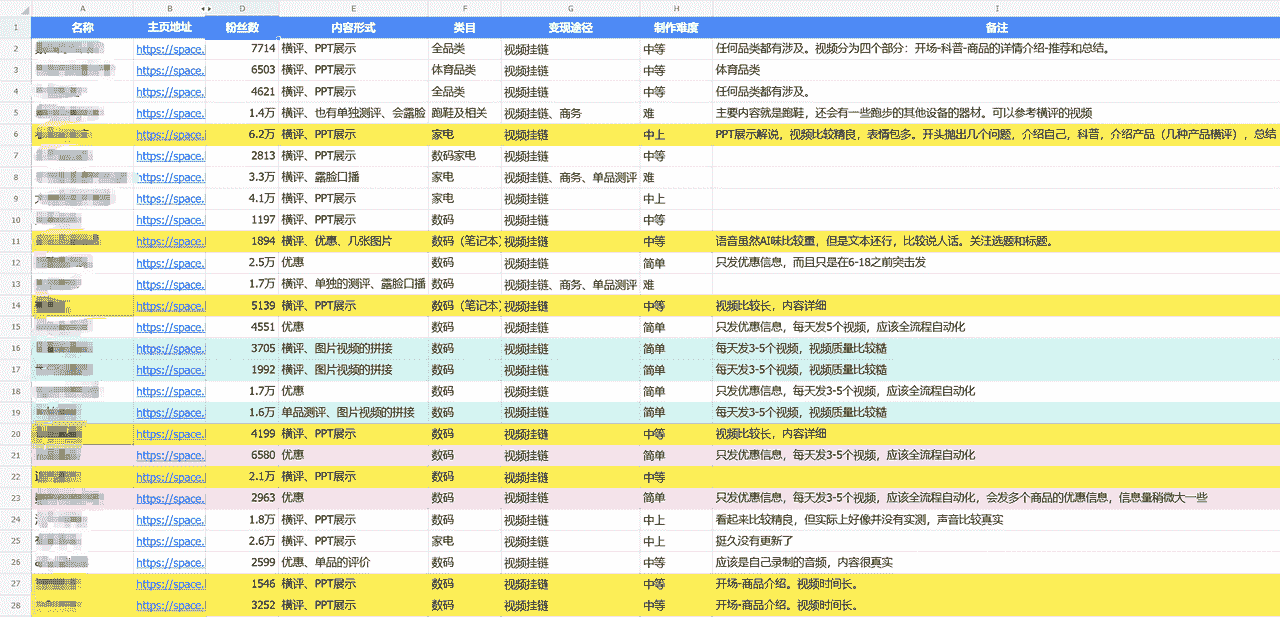 A B C D E F G H I
1 名称 主页地址 粉丝数 内容形式 类目 变现途径 制作难度 备注
2 https://space. 7714 横评、PPT展示 全品类 视频挂链 中等 任何品类都有涉及。视频分为四个部分：开场-科普-商品的详情介绍-推荐和总结。
3 https://space. 6503 横评、PPT展示 体育品类 视频挂链 中等 体育品类
4 https://space. 4621 横评、PPT展示 全品类 视频挂链 中等 任何品类都有涉及。
5 https://space. 1.4万 横评、也有单独测评、会露脸 跑鞋及相关 视频挂链、商务 难 主要内容就是跑鞋，还会有一些跑步的其他设备的器材。可以参考横评的视频
6 https://space. 6.2万 横评、PPT展示 家电 视频挂链 中上 PPT展示解说。视频比较精良，表情包多。开头抛出几个问题，介绍自己，科普，介绍产品（几种产品横评），总结
7 https://space. 2813 横评、PPT展示 数码家电 视频挂链 中等
8 https://space. 3.3万 横评、露脸口播 家电 视频挂链、商务、单品测评 难
9 https://space. 4.1万 横评、PPT展示 家电 视频挂链 中上
10 https://space. 1197 横评、PPT展示 数码 视频挂链 中等
11 https://space. 1894 横评、优惠、几张图片 数码（笔记本） 视频挂链 中等 语音虽然AI味比较重，但是文本还行，比较说人话。关注选题和标题。
12 https://space. 2.5万 优惠 数码 视频挂链 简单 只发优惠信息，而且只是在6-18之前突击发
13 https://space. 1.7万 横评、单独的测评、露脸口播 数码 视频挂链、商务、单品测评 难
14 https://space. 5139 横评、PPT展示 数码（笔记本） 视频挂链 中等 视频比较长，内容详细
15 https://space. 4551 优惠 数码 视频挂链 简单 只发优惠信息，每天发5个视频，应该全流程自动化
16 https://space. 3705 横评、图片视频的拼接 数码 视频挂链 简单 每天发3-5个视频，视频质量比较糙
17 https://space. 1992 横评、图片视频的拼接 数码 视频挂链 简单 每天发3-5个视频，视频质量比较糙
18 https://space. 1.7万 优惠 数码 视频挂链 简单 只发优惠信息，每天发3-5个视频，应该全流程自动化
19 https://space. 1.6万 单品测评、图片视频的拼接 数码 视频挂链 简单 每天发3-5个视频，视频质量比较糙
20 https://space. 4199 横评、PPT展示 数码 视频挂链 中等 视频比较长，内容详细
21 https://space. 6580 优惠 数码 视频挂链 简单 只发优惠信息，每天发3-5个视频，应该全流程自动化
22 https://space. 2.1万 横评、PPT展示 数码 视频挂链 中等
23 https://space. 2963 优惠 数码 视频挂链 简单 只发优惠信息，每天发3-5个视频，应该全流程自动化，会发多个商品的优惠信息，信息量稍微大一些
24 https://space. 1.8万 横评、PPT展示 数码 视频挂链 中上 看起来比较精良，但实际上好像并没有实测，声音比较真实
25 https://space. 2.6万 横评、PPT展示 家电 视频挂链 中上 挺久没有更新了
26 https://space. 2599 优惠、单品的评价 数码 视频挂链 中等 应该是自己录制的音频，内容很真实
27 https://space. 1546 横评、PPT展示 数码 视频挂链 中等 开场-商品介绍。视频时间长。
28 https://space. 3252 横评、PPT展示 数码 视频挂链 中等 开场-商品介绍。视频时间长。